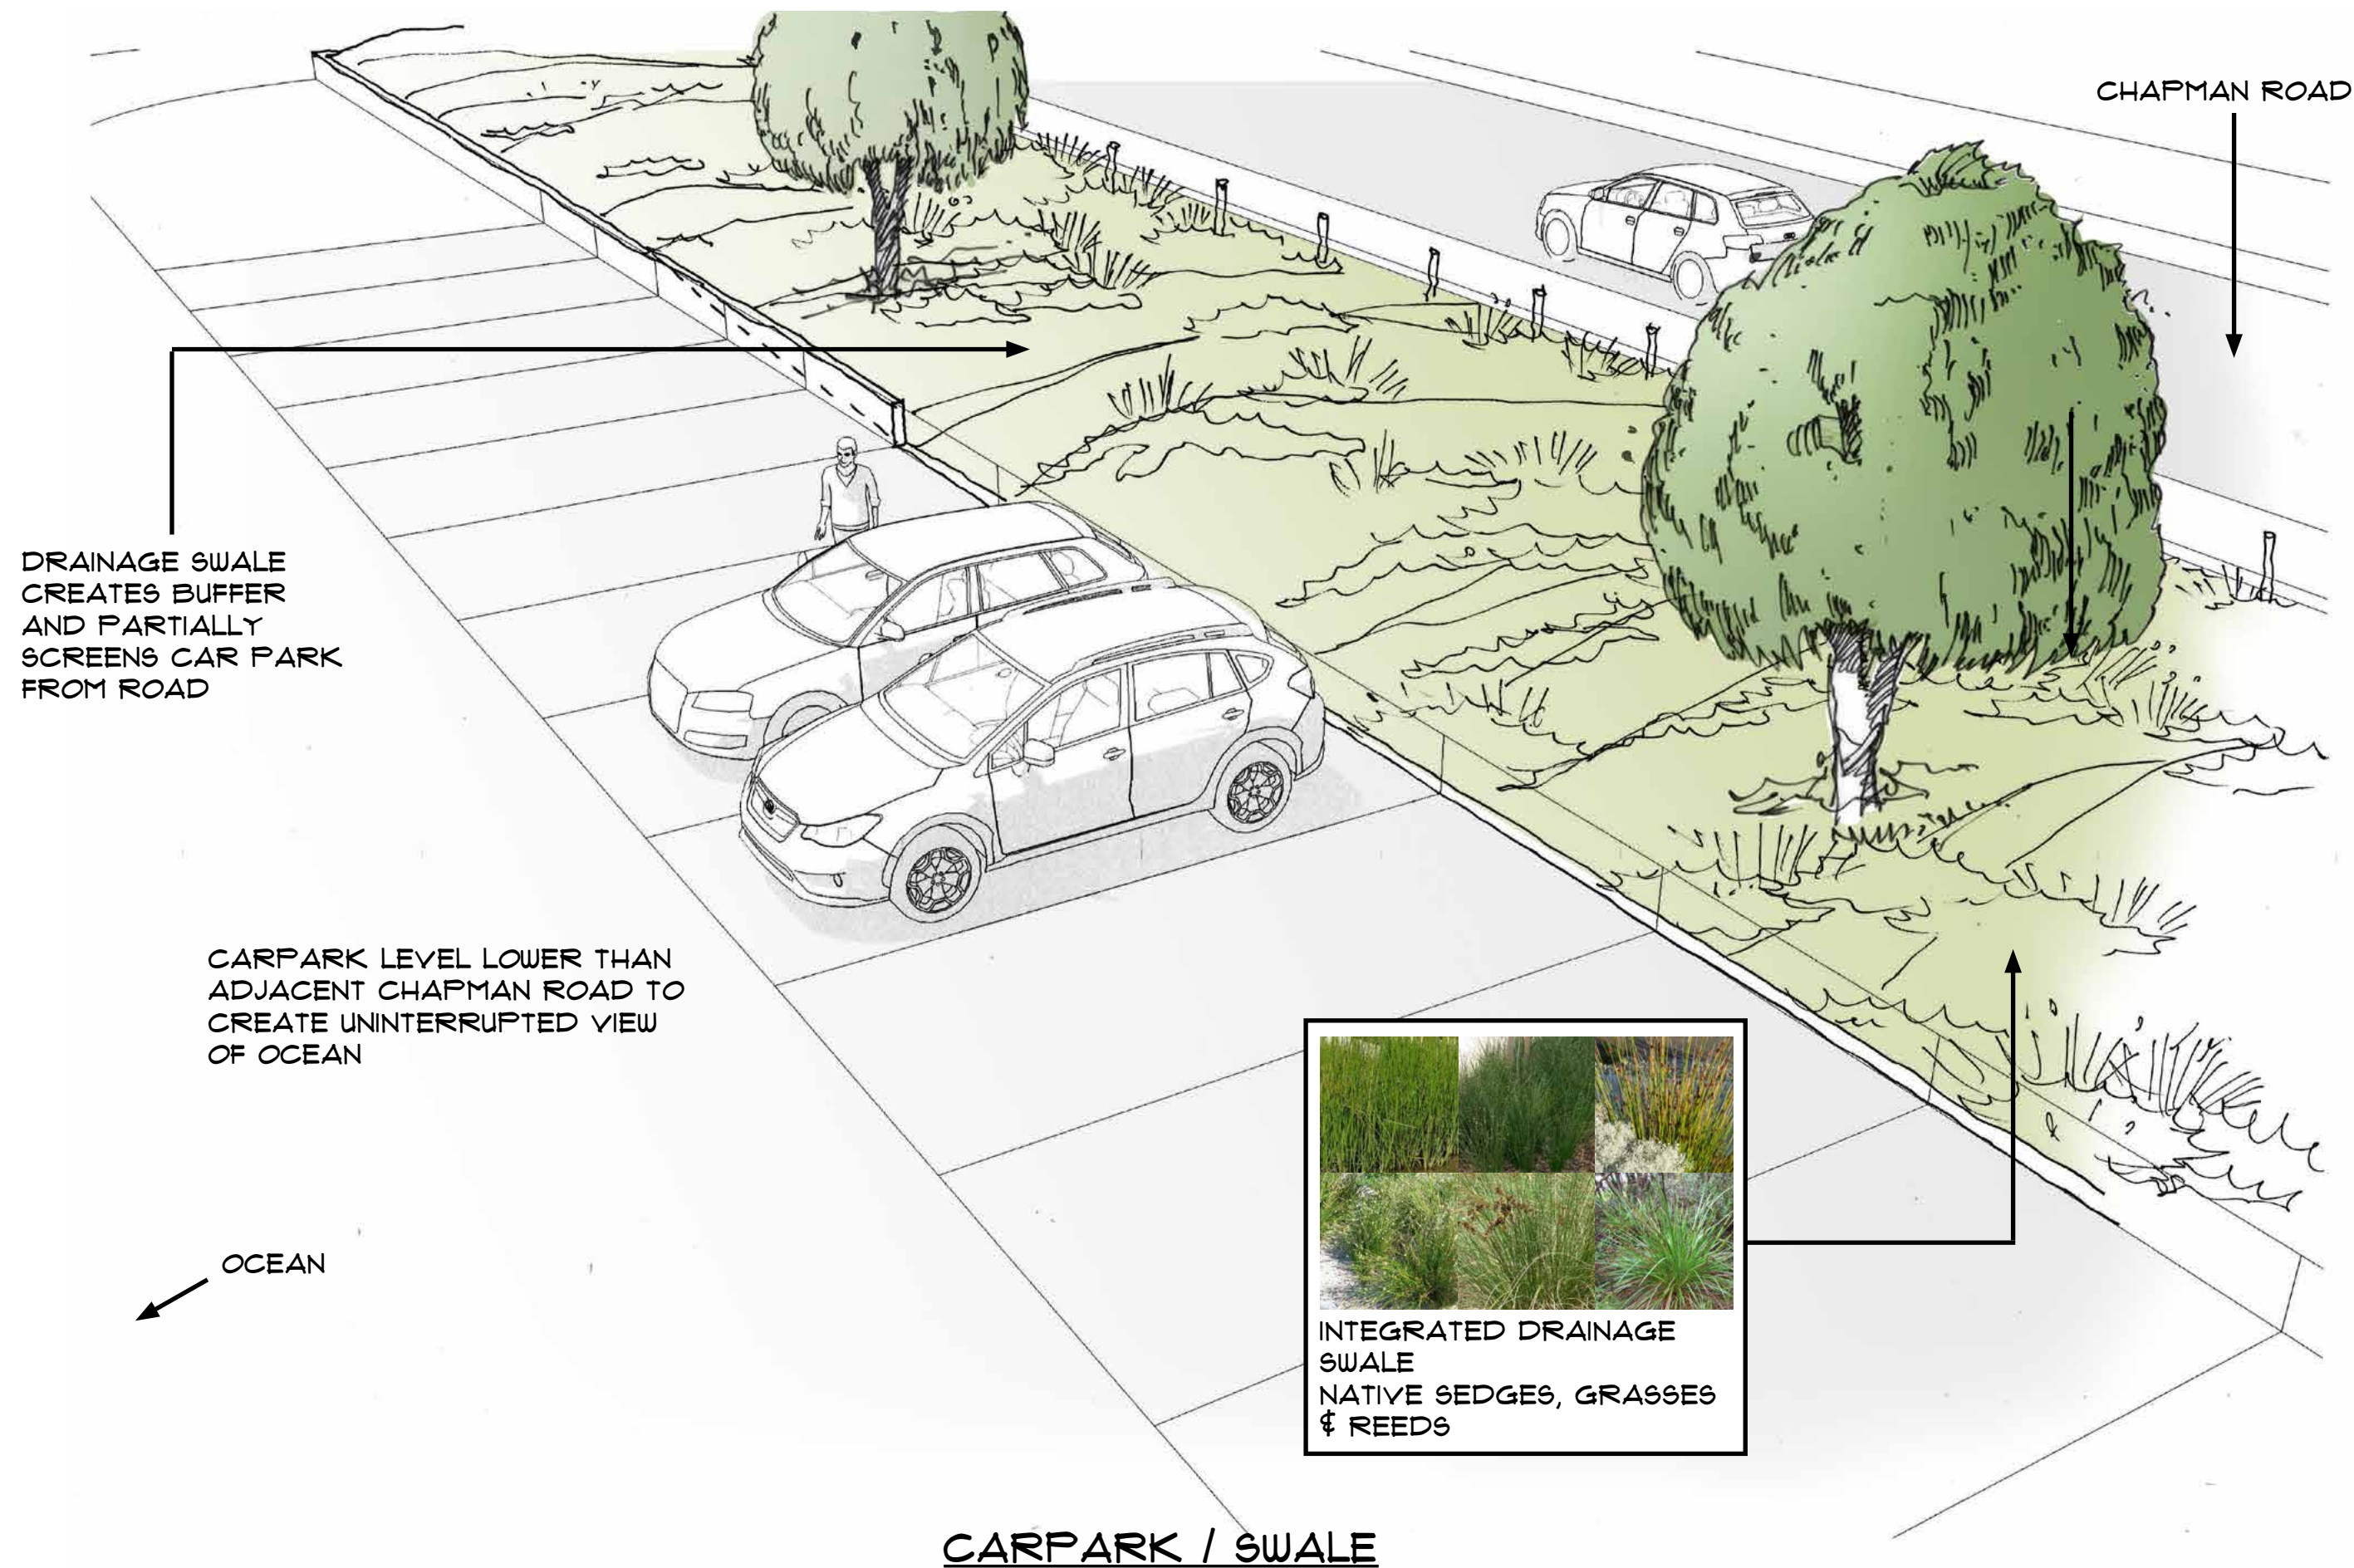 CHAPMAN ROAD
DRAINAGE SWALE
CREATES BUFFER
AND PARTIALLY
SCREENS CAR PARK
FROM ROAD
CARPARK LEVEL LOWER THAN
ADJACENT CHAPMAN ROAD TO
CREATE UNINTERRUPTED VIEW
OF OCEAN
OCEAN
INTEGRATED DRAINAGE
SWALE
NATIVE SEDGES, GRASSES
& REEDS
CARPARK / SWALE